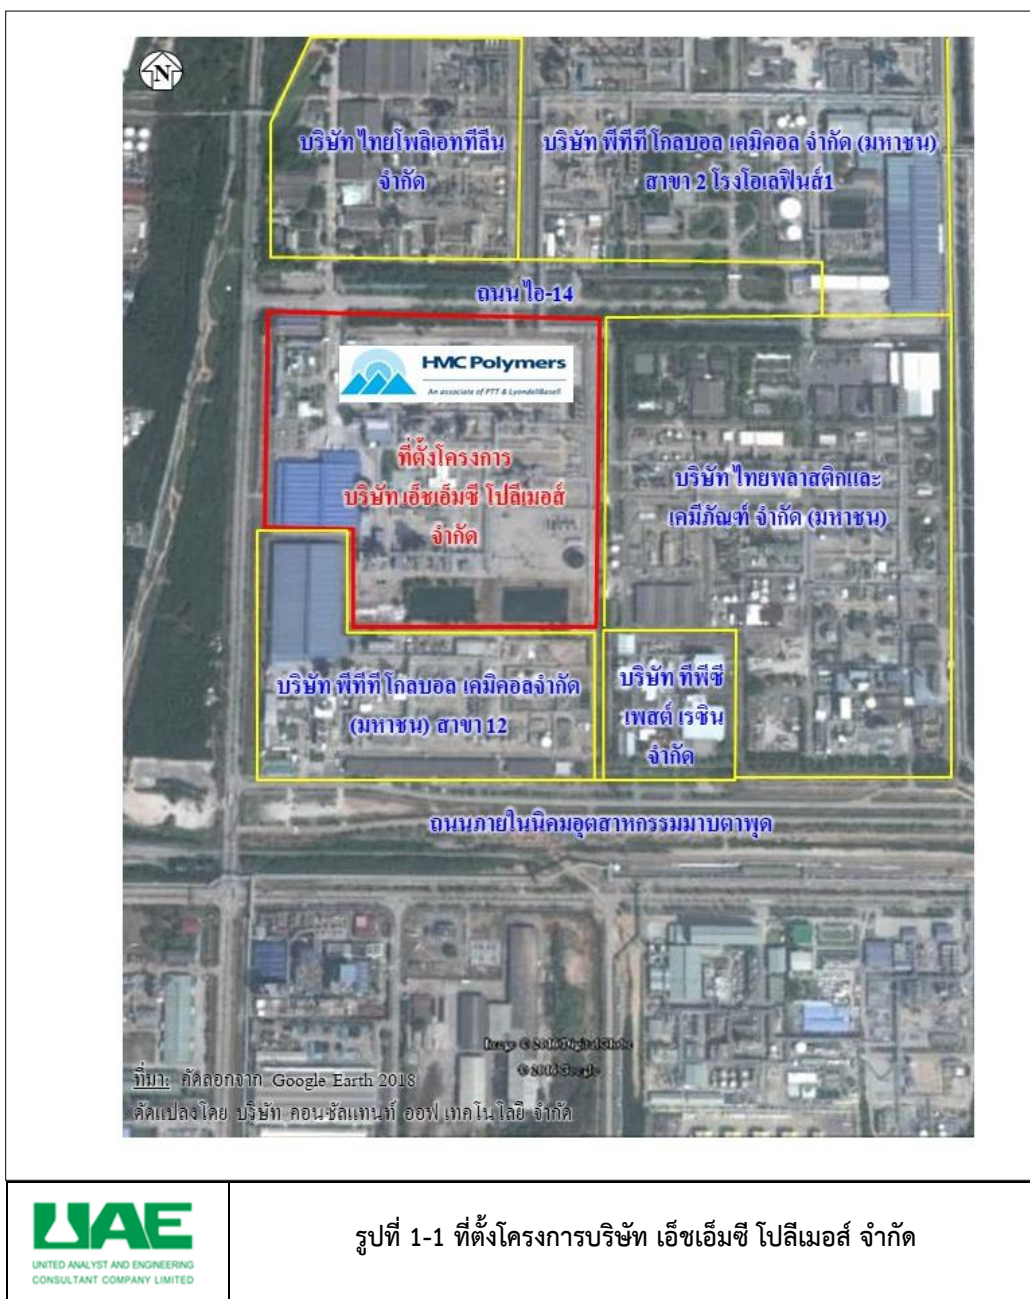 N
บริษัท ไทยโพลิเอททีลีน
จำกัด
บริษัท พีทีที โกลบอล เคมิคอล จำกัด (มหาชน)
สาขา 2 โรงโอเลฟินส์1
ถนน ไอ-14
HMC Polymers
An associate of PTT & LyondellBasell
ที่ตั้งโครงการ
บริษัท เอ็ชเอ็มซี โปลีเมอส์
จำกัด
บริษัท ไทยพลาสติกและ
เคมีภัณฑ์ จำกัด (มหาชน)
บริษัท พีทีที โกลบอล เคมิคอลจำกัด
(มหาชน) สาขา 12
บริษัท ทีพีซี
เพสต์ เรซิน
จำกัด
ถนนภายในนิคมอุตสาหกรรมมาบตาพุด
Image © 2016 DigitalGlobe
© 2016 Google
ที่มา: คัดลอกจาก Google Earth 2018
ดัดแปลงโดย บริษัท คอนซัลแทนท์ ออฟ เทคโนโลยี จำกัด
UAE
UNITED ANALYST AND ENGINEERING
CONSULTANT COMPANY LIMITED
รูปที่ 1-1 ที่ตั้งโครงการบริษัท เอ็ชเอ็มซี โปลีเมอส์ จำกัด